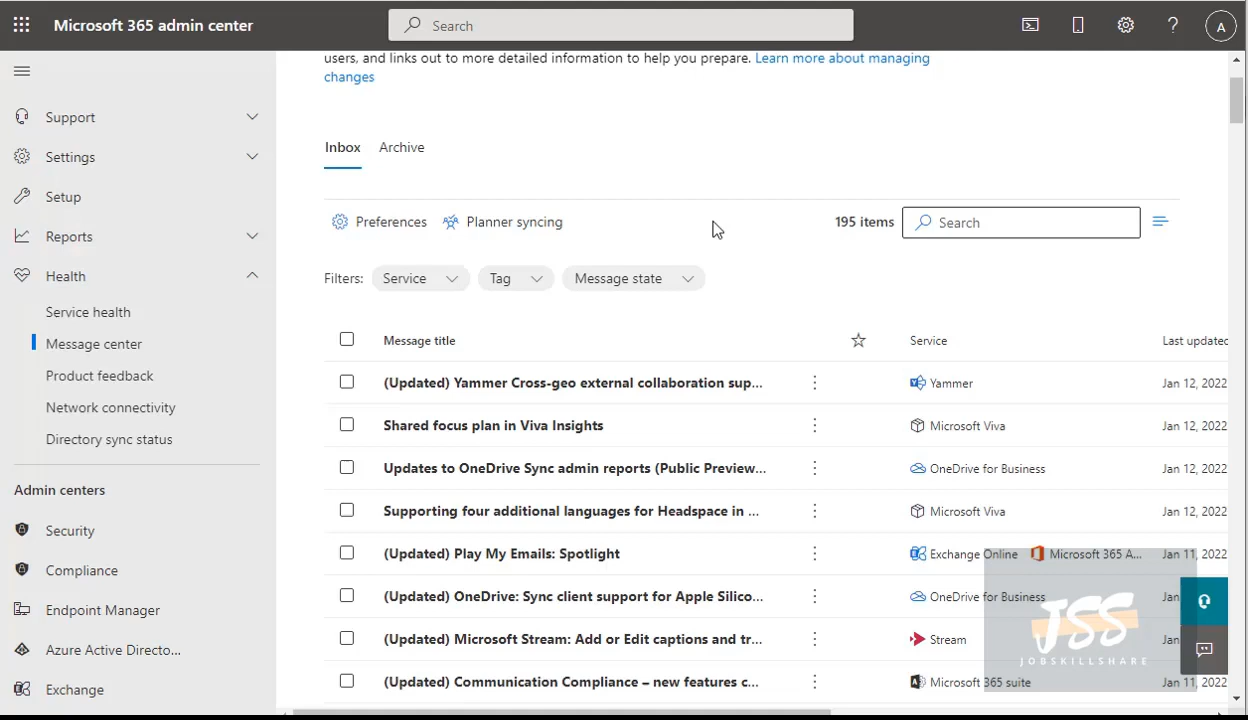 Microsoft 365 admin center
Search
A
users, and links out to more detailed information to help you prepare. Learn more about managing
changes
Support
Settings
Setup
Reports
Health
Service health
Message center
Product feedback
Network connectivity
Directory sync status
Admin centers
Security
Compliance
Endpoint Manager
Azure Active Directo...
Exchange
Inbox Archive
Preferences Planner syncing 195 items Search
Filters: Service Tag Message state
Message title Service Last updated
(Updated) Yammer Cross-geo external collaboration sup... Yammer Jan 12, 2022
Shared focus plan in Viva Insights Microsoft Viva Jan 12, 2022
Updates to OneDrive Sync admin reports (Public Preview... OneDrive for Business Jan 12, 2022
Supporting four additional languages for Headspace in ... Microsoft Viva Jan 12, 2022
(Updated) Play My Emails: Spotlight Exchange Online Microsoft 365 A... Jan 11, 2022
(Updated) OneDrive: Sync client support for Apple Silico... OneDrive for Business Jan
(Updated) Microsoft Stream: Add or Edit captions and tr... Stream Jan
(Updated) Communication Compliance – new features c... Microsoft 365 suite Jan 11, 2022
JSS
JOBSKILLSHARE